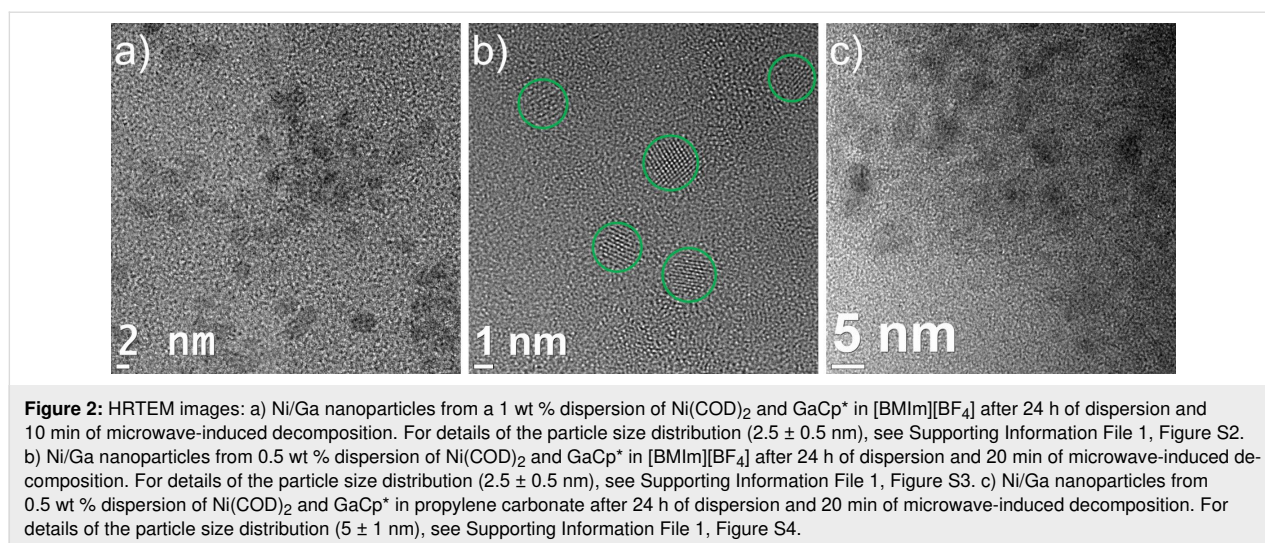 a)
b)
c)
2 nm
1 nm
5 nm
Figure 2: HRTEM images: a) Ni/Ga nanoparticles from a 1 wt % dispersion of Ni(COD)2 and GaCp* in [BMIm][BF4] after 24 h of dispersion and
10 min of microwave-induced decomposition. For details of the particle size distribution (2.5 ± 0.5 nm), see Supporting Information File 1, Figure S2.
b) Ni/Ga nanoparticles from 0.5 wt % dispersion of Ni(COD)2 and GaCp* in [BMIm][BF4] after 24 h of dispersion and 20 min of microwave-induced de-
composition. For details of the particle size distribution (2.5 ± 0.5 nm), see Supporting Information File 1, Figure S3. c) Ni/Ga nanoparticles from
0.5 wt % dispersion of Ni(COD)2 and GaCp* in propylene carbonate after 24 h of dispersion and 20 min of microwave-induced decomposition. For
details of the particle size distribution (5 ± 1 nm), see Supporting Information File 1, Figure S4.